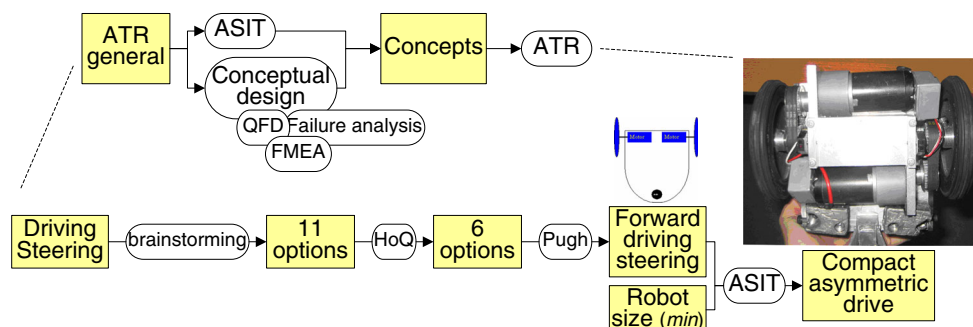 ATR
general
ASIT
Conceptual
design
QFD
Failure analysis
FMEA
Concepts
ATR
Motor
Motor
Driving
Steering
brainstorming
11
options
HoQ
6
options
Pugh
Forward
driving
steering
Robot
size (min)
ASIT
Compact
asymmetric
drive